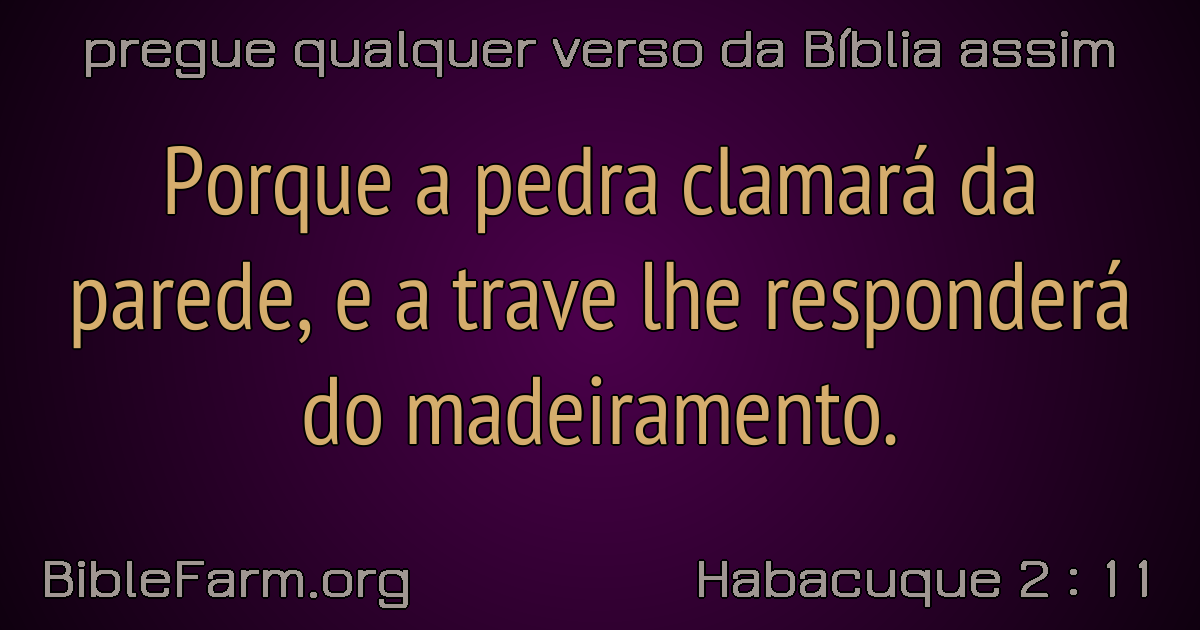 pregue qualquer verso da Bíblia assim
Porque a pedra clamará da
parede, e a trave lhe responderá
do madeiramento.
BibleFarm.org
Habacuque 2 : 11